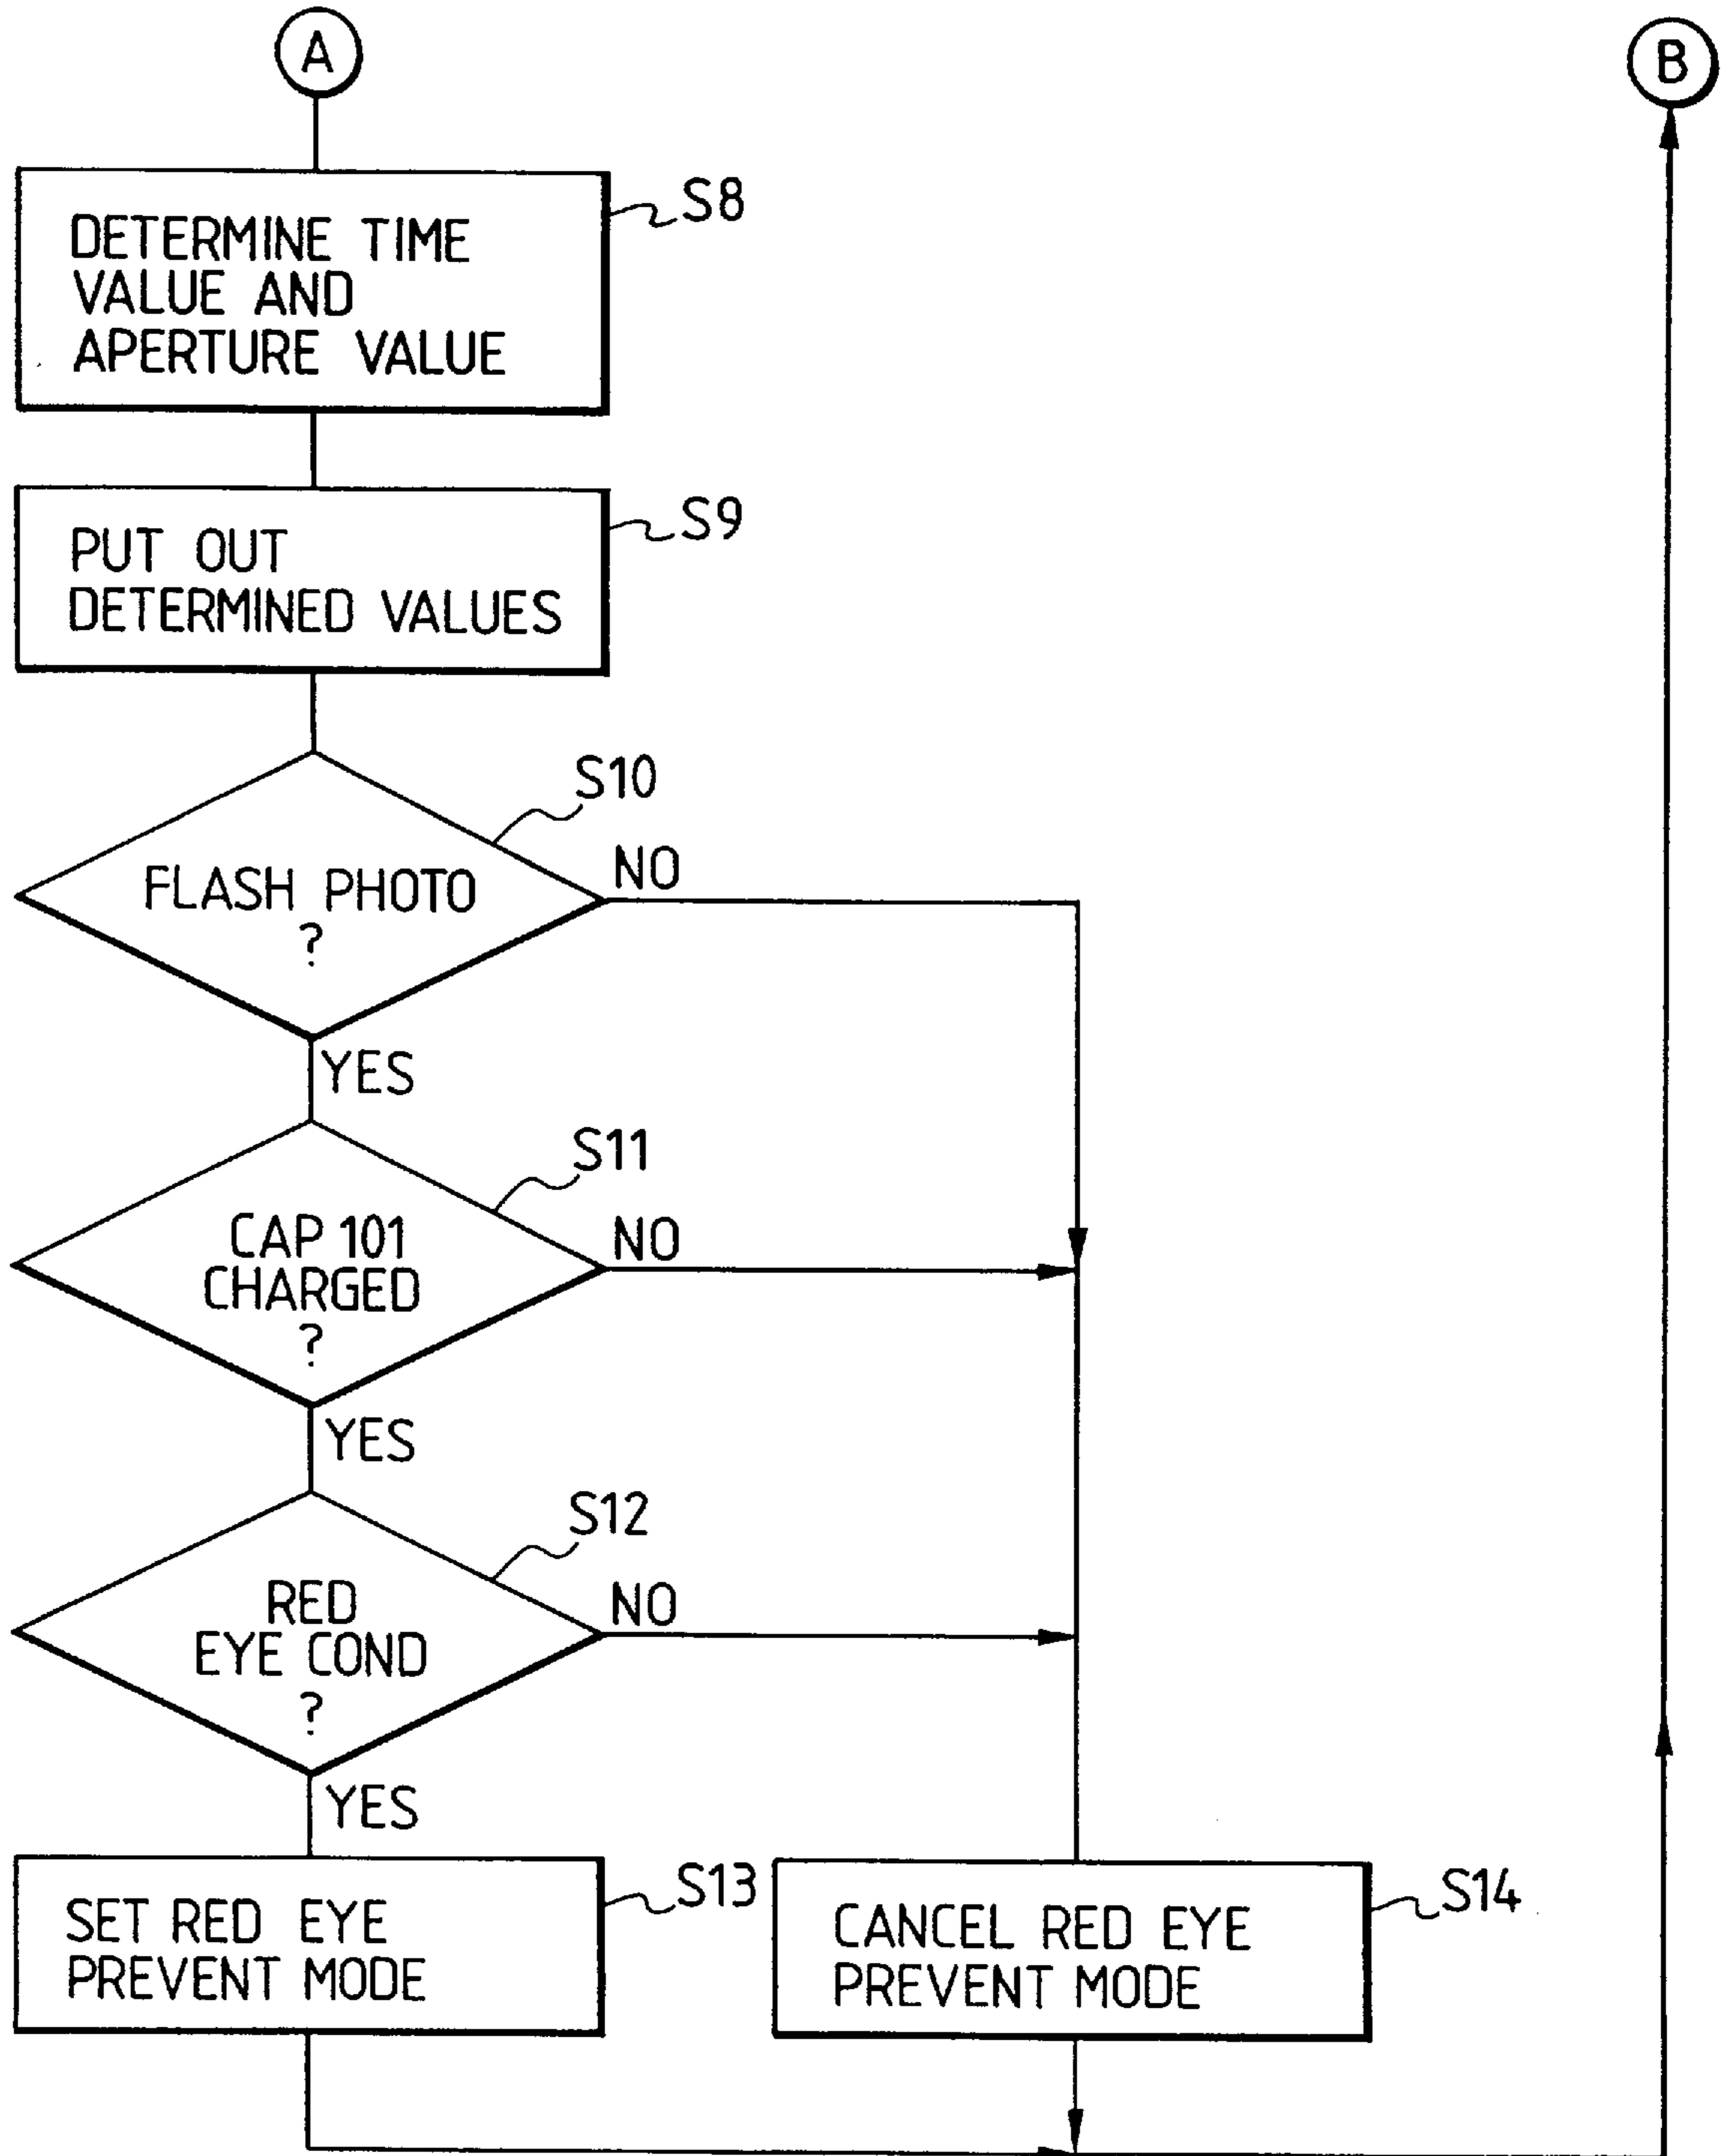 A
B
S8
DETERMINE TIME
VALUE AND
APERTURE VALUE
S9
PUT OUT
DETERMINED VALUES
S10
FLASH PHOTO
?
NO
YES
S11
CAP 101
CHARGED
?
NO
YES
S12
RED
EYE COND
?
NO
YES
S13
SET RED EYE
PREVENT MODE
S14
CANCEL RED EYE
PREVENT MODE